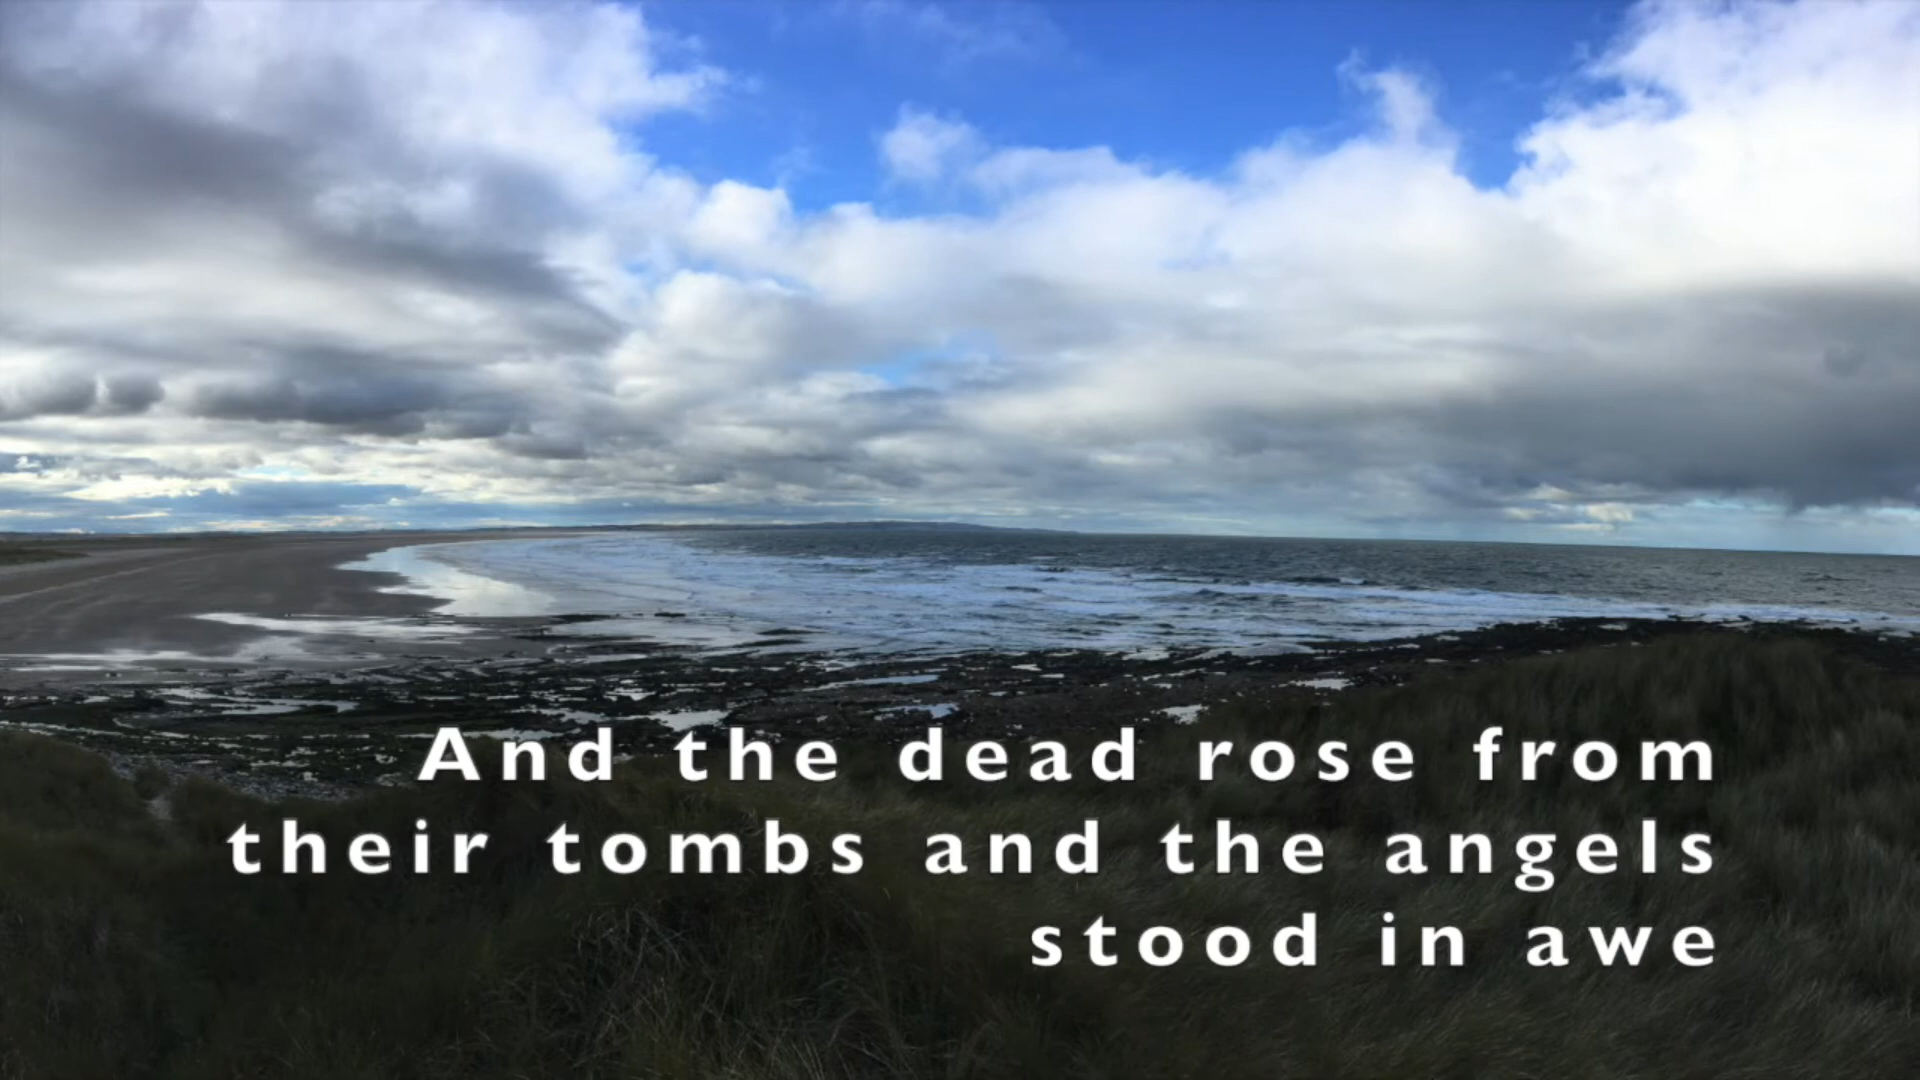 And the dead rose from
their tombs and the angels
stood in awe